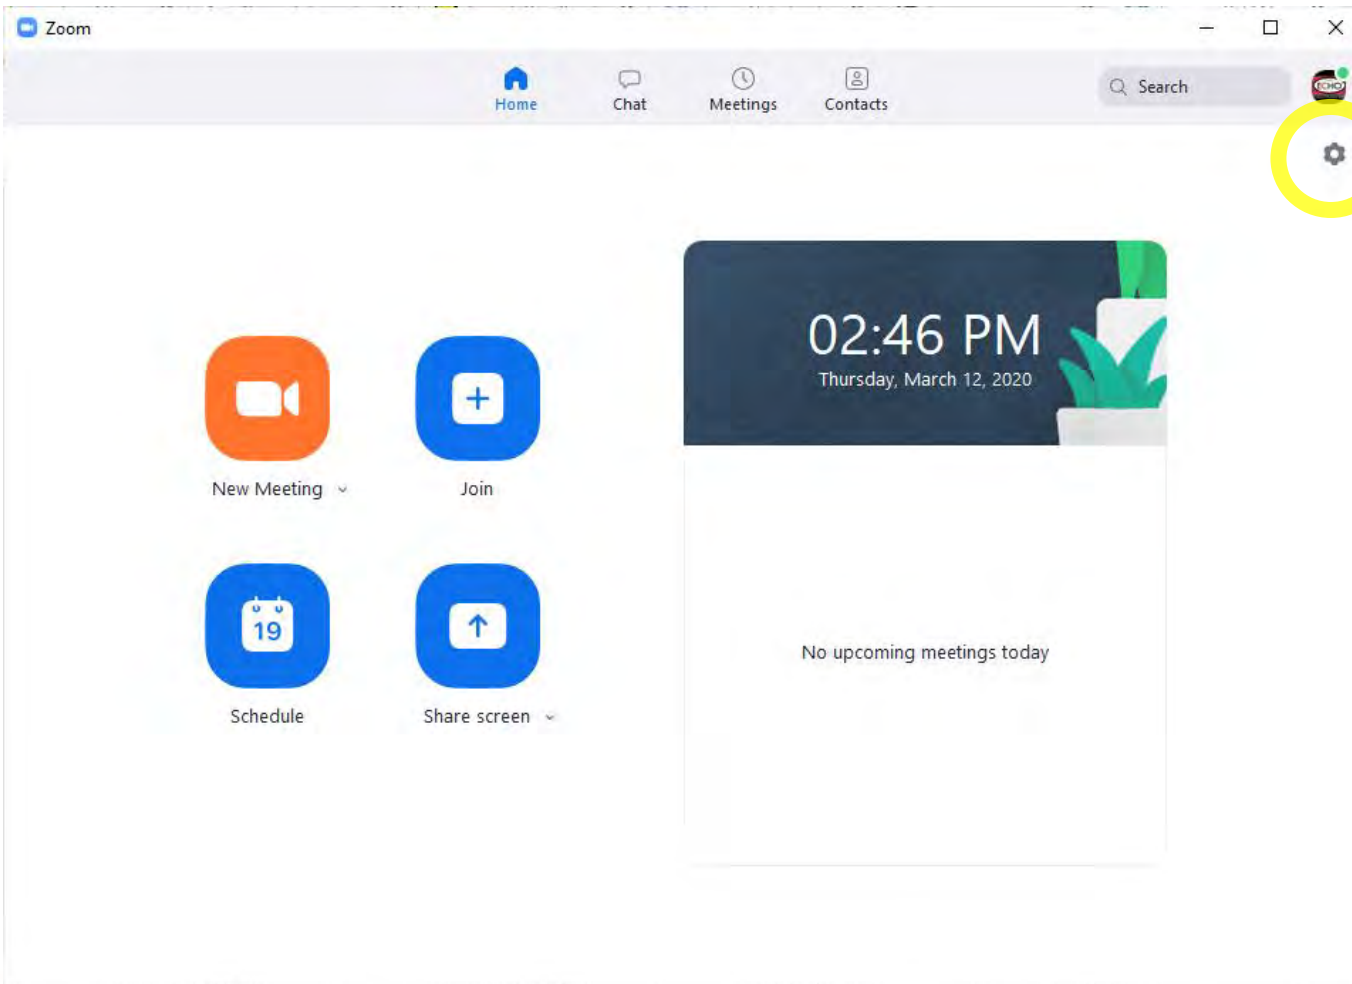 Zoom
Home
Chat
Meetings
Contacts
Search
ECHO
02:46 PM
Thursday, March 12, 2020
New Meeting
Join
19
Schedule
Share screen
No upcoming meetings today